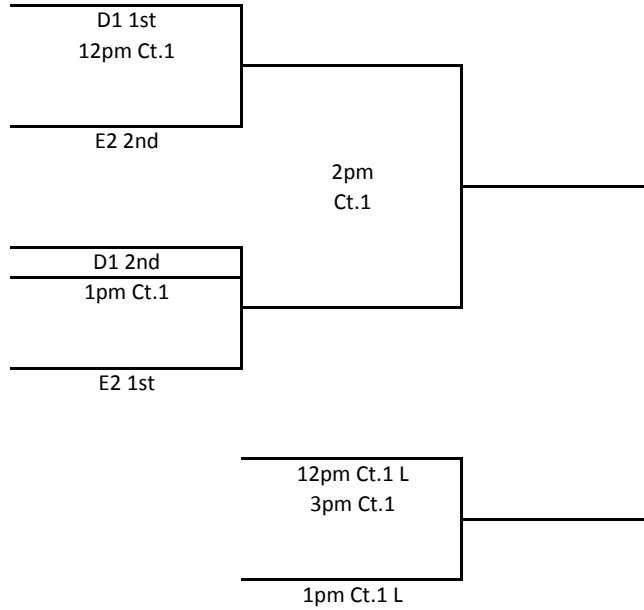 D1 1st
12pm Ct.1
E2 2nd
2pm
Ct.1
D1 2nd
1pm Ct.1
E2 1st
12pm Ct.1 L
3pm Ct.1
1pm Ct.1 L